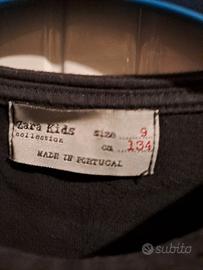 Zara Kids size 9
collection cm 134
MADE IN PORTUGAL
subito